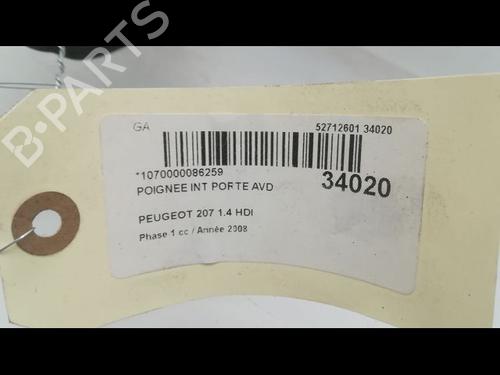 GA
52712601 34020
*1070000086259
POIGNEE INT PORTE AVD
34020
PEUGEOT 207 1.4 HDI
Phase 1 cc / Année 2008
B-PARTS